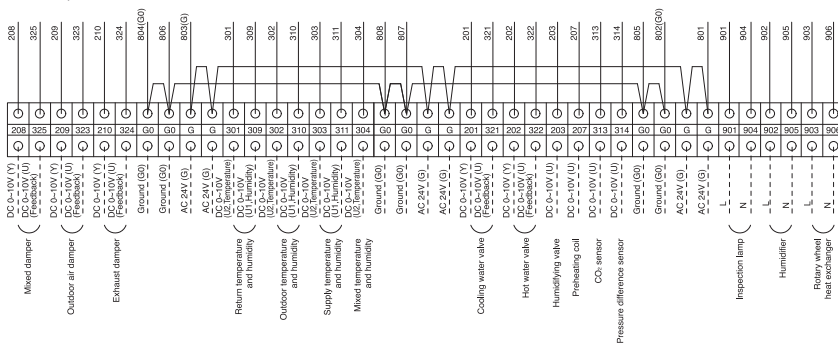 208
325
209
323
210
324
804(G0)
806
803(G)
301
309
302
310
303
311
304
808
807
201
321
202
322
203
207
313
314
805
802(G0)
801
901
904
902
905
903
906
208 325 209 323 210 324 G0 G0 G G 301 309 302 310 303 311 304 G0 G0 G G 201 321 202 322 203 207 313 314 G0 G0 G G 901 904 902 905 903 906
DC 0~10V (Y)
DC 0~10V (U)
(Feedback)
DC 0~10V (Y)
DC 0~10V (U)
(Feedback)
DC 0~10V (Y)
DC 0~10V (U)
(Feedback)
Ground (G0)
Ground (G0)
AC 24V (G)
AC 24V (G)
DC 0~10V
(U2,Temperature)
DC 0~10V
(U1,Humidity)
DC 0~10V
(U2,Temperature)
DC 0~10V
(U1,Humidity)
DC 0~10V
(U2,Temperature)
DC 0~10V
(U1,Humidity)
DC 0~10V
(U2,Temperature)
Ground (G0)
Ground (G0)
AC 24V (G)
AC 24V (G)
DC 0~10V (Y)
DC 0~10V (U)
(Feedback)
DC 0~10V (Y)
DC 0~10V (U)
(Feedback)
DC 0~10V (U)
DC 0~10V (U)
DC 0~10V (U)
DC 0~10V (U)
Ground (G0)
Ground (G0)
AC 24V (G)
AC 24V (G)
L
N
L
N
L
N
Mixed damper
Outdoor air damper
Exhaust damper
Return temperature
and humidity
Outdoor temperature
and humidity
Supply temperature
and humidity
Mixed temperature
and humidity
Cooling water valve
Hot water valve
Humidifying valve
Preheating coil
CO₂ sensor
Pressure difference sensor
Inspection lamp
Humidifier
Rotary wheel
heat exchanger